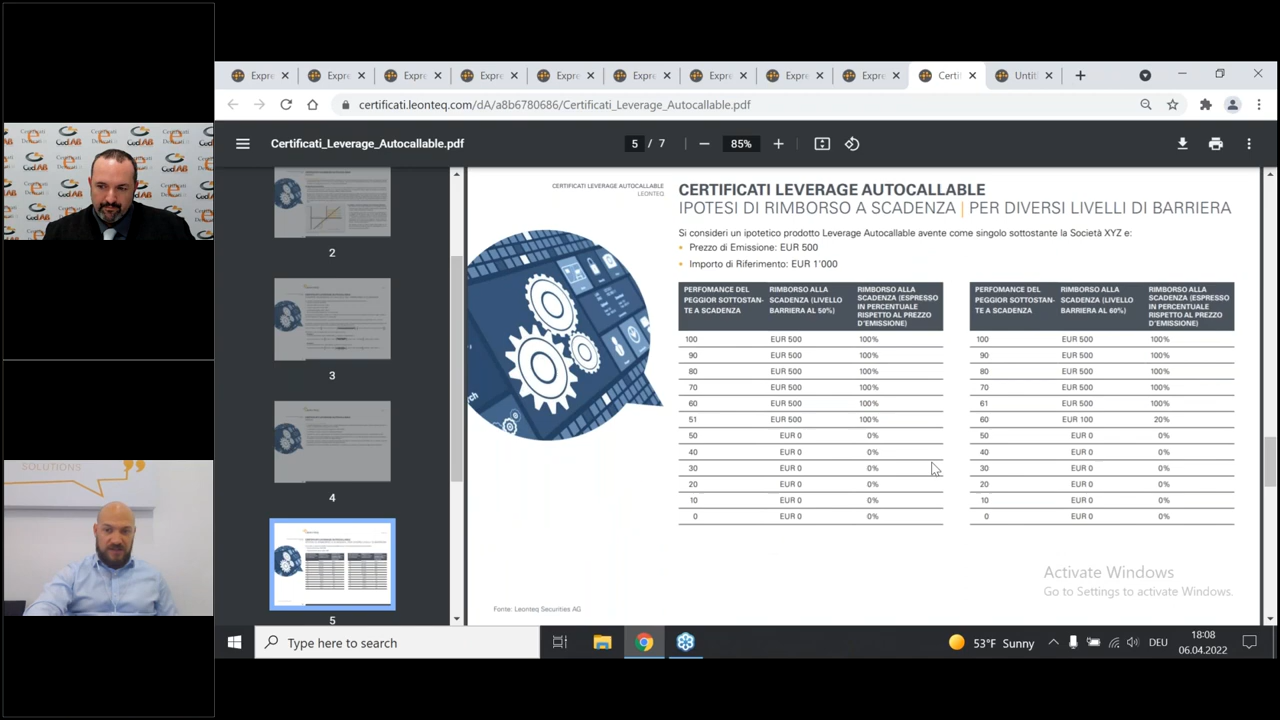 Expre
Expre
Expre
Expre
Expre
Expre
Expre
Expre
Expre
Certi
Untit
certificati.leonteq.com/dA/a8b6780686/Certificati_Leverage_Autocallable.pdf
Certificati_Leverage_Autocallable.pdf
5 / 7
85%
2
3
4
5
CERTIFICATI LEVERAGE AUTOCALLABLE
LEONTEQ
CERTIFICATI LEVERAGE AUTOCALLABLE
IPOTESI DI RIMBORSO A SCADENZA | PER DIVERSI LIVELLI DI BARRIERA
Si consideri un ipotetico prodotto Leverage Autocallable avente come singolo sottostante la Società XYZ e:
• Prezzo di Emissione: EUR 500
• Importo di Riferimento: EUR 1'000
PERFOMANCE DEL PEGGIOR SOTTOSTAN-TE A SCADENZA RIMBORSO ALLA SCADENZA (LIVELLO BARRIERA AL 50%) RIMBORSO ALLA SCADENZA (ESPRESSO IN PERCENTUALE RISPETTO AL PREZZO D'EMISSIONE)
100 EUR 500 100%
90 EUR 500 100%
80 EUR 500 100%
70 EUR 500 100%
60 EUR 500 100%
51 EUR 500 100%
50 EUR 0 0%
40 EUR 0 0%
30 EUR 0 0%
20 EUR 0 0%
10 EUR 0 0%
0 EUR 0 0%
PERFOMANCE DEL PEGGIOR SOTTOSTAN-TE A SCADENZA RIMBORSO ALLA SCADENZA (LIVELLO BARRIERA AL 60%) RIMBORSO ALLA SCADENZA (ESPRESSO IN PERCENTUALE RISPETTO AL PREZZO D'EMISSIONE)
100 EUR 500 100%
90 EUR 500 100%
80 EUR 500 100%
70 EUR 500 100%
61 EUR 500 100%
60 EUR 100 20%
50 EUR 0 0%
40 EUR 0 0%
30 EUR 0 0%
20 EUR 0 0%
10 EUR 0 0%
0 EUR 0 0%
Fonte: Leonteq Securities AG
Activate Windows
Go to Settings to activate Windows.
SOLUTIONS
Type here to search
53°F Sunny
DEU
18:08
06.04.2022